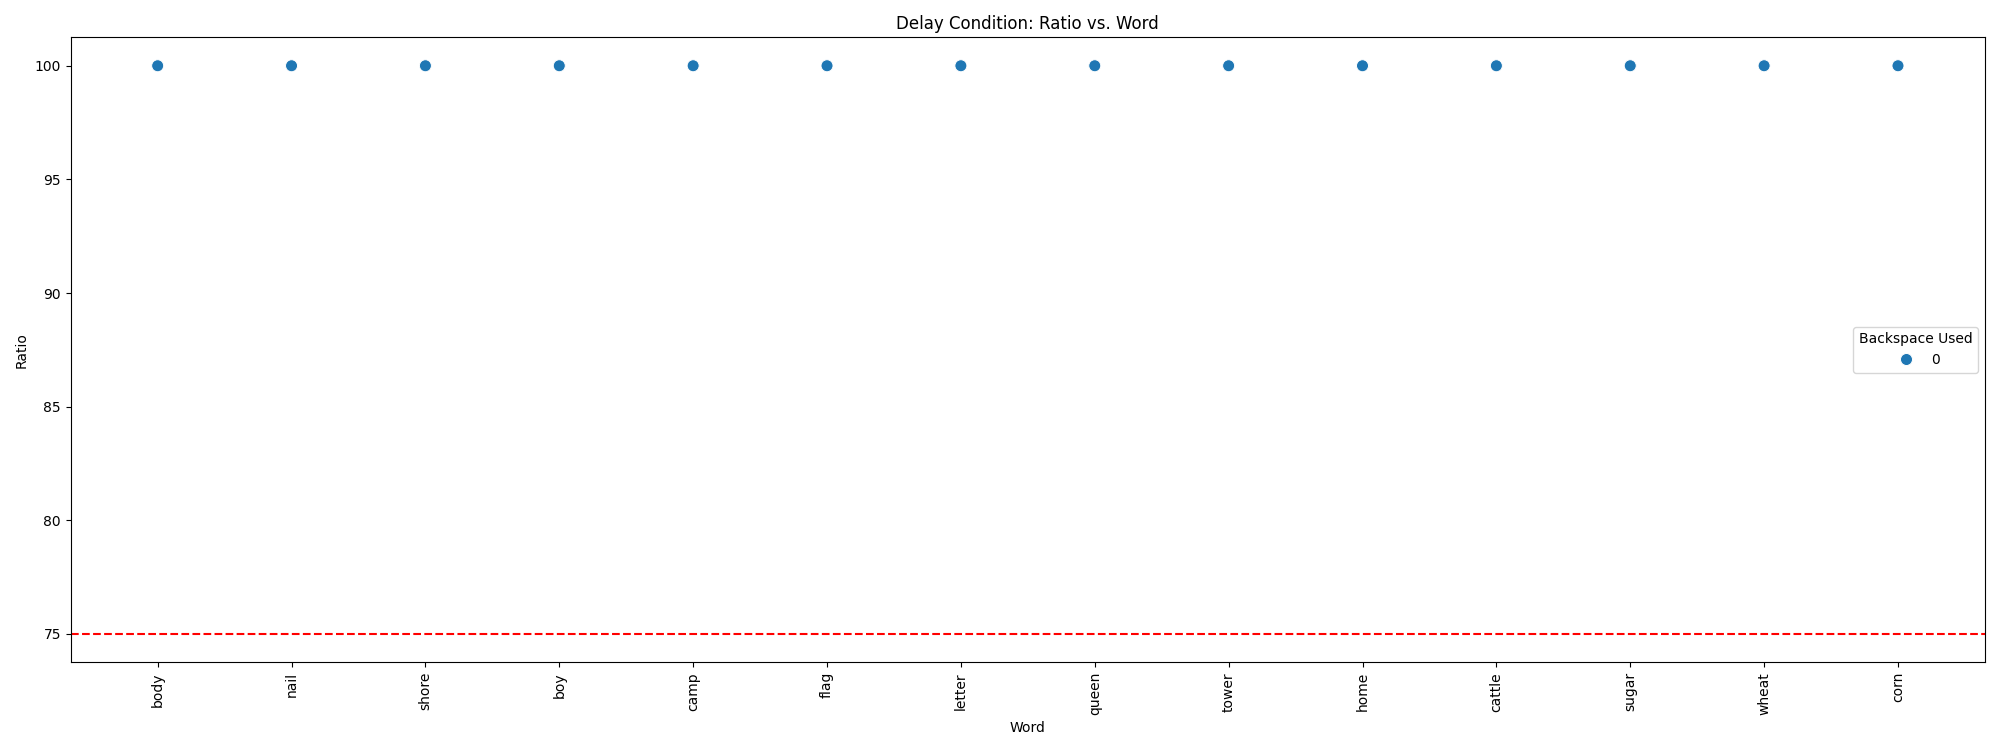 Delay Condition: Ratio vs. Word
Ratio
100
95
90
85
80
75
Backspace Used
0
body
nail
shore
boy
camp
flag
letter
queen
tower
home
cattle
sugar
wheat
corn
Word